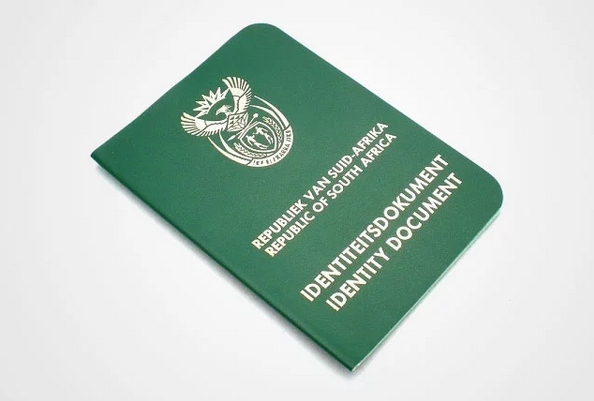 REPUBLIEK VAN SUID-AFRIKA
REPUBLIC OF SOUTH AFRICA
IDENTITEITSDOKUMENT
IDENTITY DOCUMENT